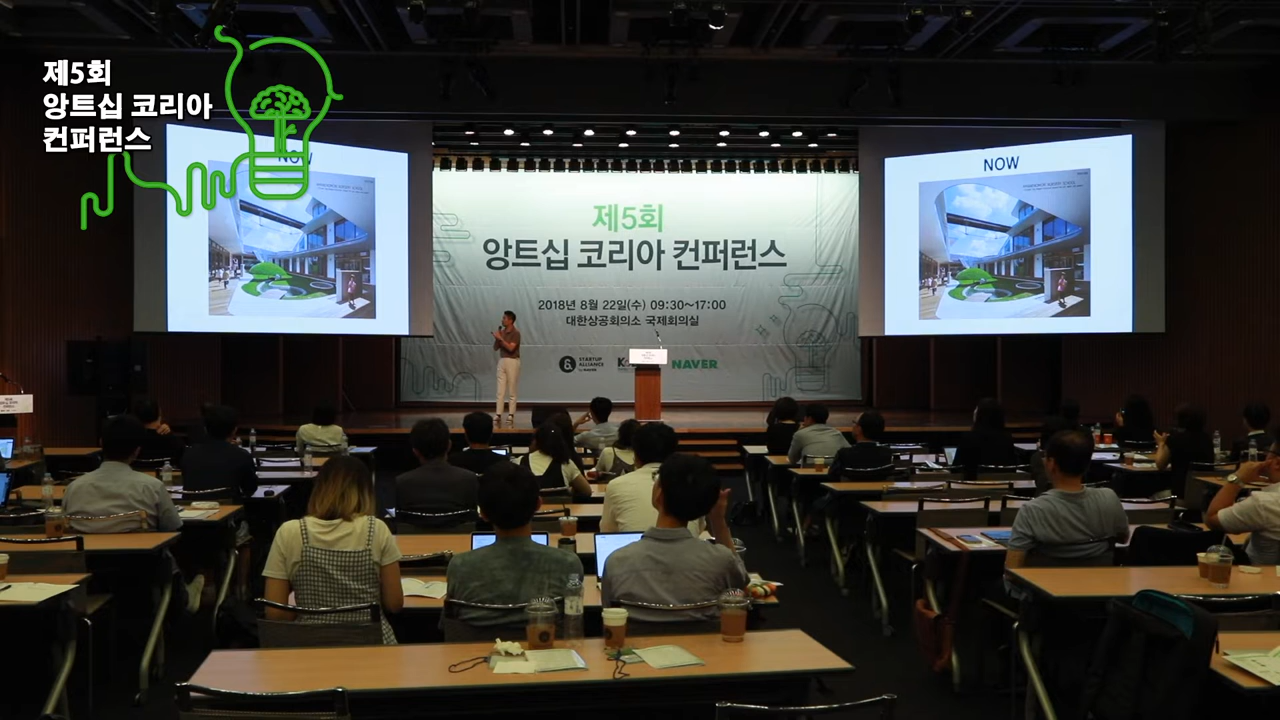 제5회
앙트십 코리아
컨퍼런스
NOW
NOW
제5회
앙트십 코리아 컨퍼런스
2018년 8월 22일(수) 09:30~17:00
대한상공회의소 국제회의실
STARTUP
ALLIANCE
NAVER